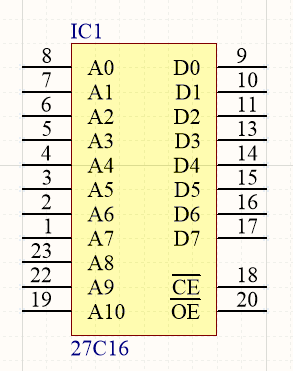 IC1
8 A0 D0 9
7 A1 D1 10
6 A2 D2 11
5 A3 D3 13
4 A4 D4 14
3 A5 D5 15
2 A6 D6 16
1 A7 D7 17
23 A8
22 A9 C̅E̅ 18
19 A10 O̅E̅ 20
27C16